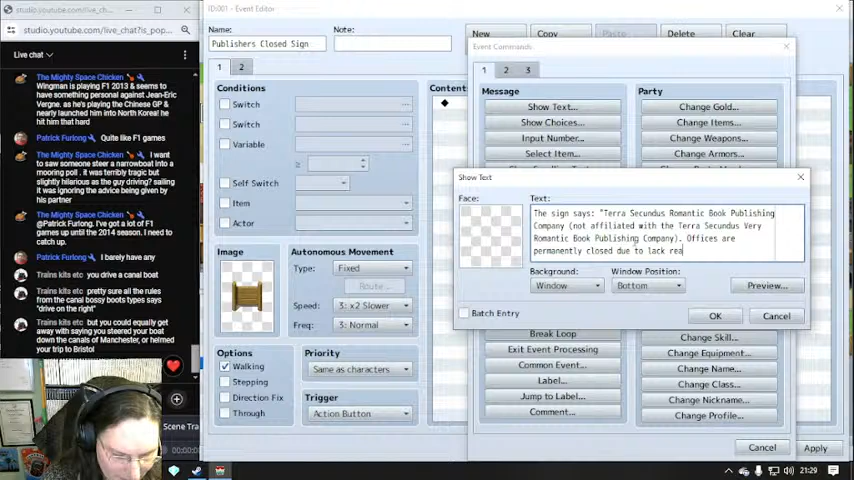 studio.youtube.com/live_chat?is_pop...
studio.youtube.com/live_chat?is_pop...
Live chat
The Mighty Space Chicken
Wingman is playing F1 2013 & seems to
have something personal against Jean-Eric
Vergne. as he's playing the Chinese GP &
nearly launched him into North Korea! he
hit him that hard
Patrick Furlong Quite like F1 games
The Mighty Space Chicken I want
to saw someone steer a narrowboat into a
mooring poll . it was terribly tragic but
slightly hilarious as the guy driving? sailing
it was ignoring the advice being given by his
partner
The Mighty Space Chicken
@Patrick Furlong. I've got a lot of F1
games up until the 2014 season. I need to
catch up.
Patrick Furlong I barely have any
Trains kits etc you drive a canal boat
Trains kits etc pretty sure all the rules
from the canal bossy boots types says
"drive on the right"
Trains kits etc but you could equally get
away with saying you steered your boat
down the canals of Manchester, or helmed
your trip to Bristol
Scene Tra
ID:001 - Event Editor
Name:
Note:
Publishers Closed Sign
New
Copy
Paste
Delete
Clear
1 2
Conditions
Switch
Switch
Variable
≥
Self Switch
Item
Actor
Image
Autonomous Movement
Type: Fixed
Route...
Speed: 3: x2 Slower
Freq: 3: Normal
Options
Walking
Stepping
Direction Fix
Through
Priority
Same as characters
Trigger
Action Button
Content
Event Commands
1 2 3
Message
Show Text...
Show Choices...
Input Number...
Select Item...
Party
Change Gold...
Change Items...
Change Weapons...
Change Armors...
Show Text
Face:
Text:
The sign says: "Terra Secundus Romantic Book Publishing
Company (not affiliated with the Terra Secundus Very
Romantic Book Publishing Company). Offices are
permanently closed due to lack rea
Background:
Window Position:
Window
Bottom
Preview...
Batch Entry
OK
Cancel
Break Loop
Exit Event Processing
Common Event...
Label...
Jump to Label...
Comment...
Change Skill...
Change Equipment...
Change Name...
Change Class...
Change Nickname...
Change Profile...
Cancel
Apply
21:29